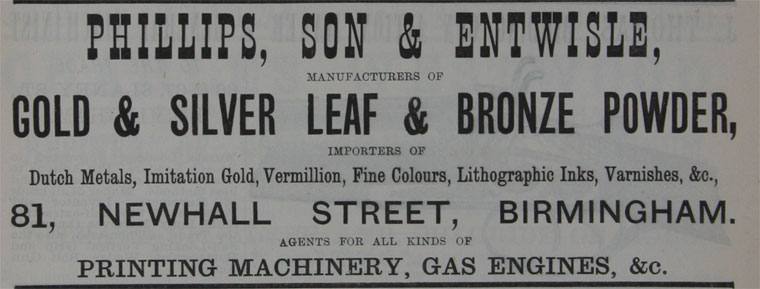 PHILLIPS, SON & ENTWISLE,
MANUFACTURERS OF
GOLD & SILVER LEAF & BRONZE POWDER,
IMPORTERS OF
Dutch Metals, Imitation Gold, Vermillion, Fine Colours, Lithographic Inks, Varnishes, &c.,
81, NEWHALL STREET, BIRMINGHAM.
AGENTS FOR ALL KINDS OF
PRINTING MACHINERY, GAS ENGINES, &c.